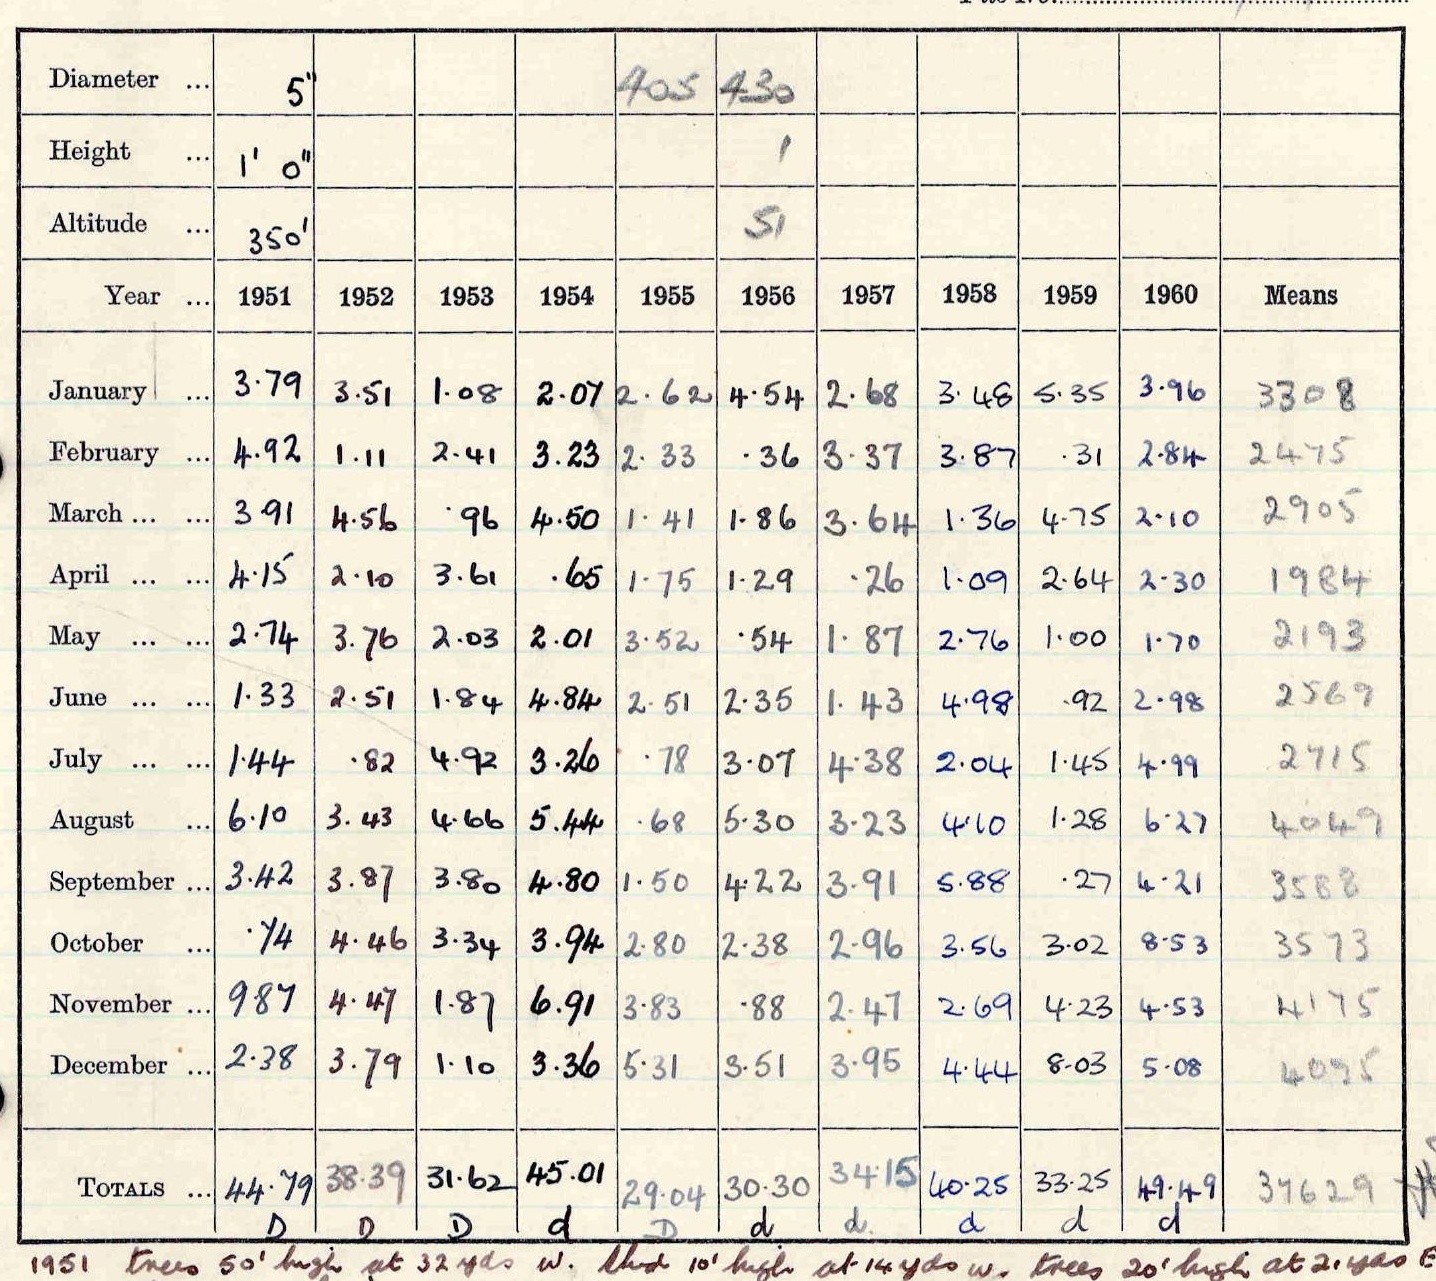 Diameter ... 5" 405 430
Height ... 1' 0" 1
Altitude ... 350' 51
Year ... 1951 1952 1953 1954 1955 1956 1957 1958 1959 1960 Means
January ... 3.79 3.51 1.08 2.07 2.62 4.54 2.68 3.48 5.35 3.96 3308
February ... 4.92 1.11 2.41 3.23 2.33 .36 3.37 3.87 .31 2.84 2475
March ... ... 3 91 4.56 .96 4.50 1.41 1.86 3.64 1.36 4.75 2.10 2905
April ... ... 4.15 2.10 3.61 .65 1.75 1.29 .26 1.09 2.64 2.30 1984
May ... ... 2.74 3.76 2.03 2.01 3.52 .54 1.87 2.76 1.00 1.70 2193
June ... ... 1.33 2.51 1.84 4.84 2.51 2.35 1.43 4.98 .92 2.98 2569
July ... ... 1.44 .82 4.92 3.26 .78 3.07 4.38 2.04 1.45 4.99 2715
August ... 6.10 3.43 4.66 5.44 .68 5.30 3.23 4.10 1.28 6.27 4049
September ... 3.42 3.87 3.80 4.80 1.50 4.22 3.91 5.88 .27 4.21 3588
October ... .74 4.46 3.34 3.94 2.80 2.38 2.96 3.56 3.02 8.53 3573
November ... 9 87 4.47 1.87 6.91 3.83 .88 2.47 2.69 4.23 4.53 4175
December ... 2.38 3.79 1.10 3.36 5.31 3.51 3.95 4.44 8.03 5.08 4095
TOTALS ... 44.79 38.39 31.62 45.01 29.04 30.30 34.15 40.25 33.25 49.49 37629
D D D d D d d. d d d
1951 trees 50' high at 32 yds w. 10' high at 14 yds w. trees 20' high at 21 yds E